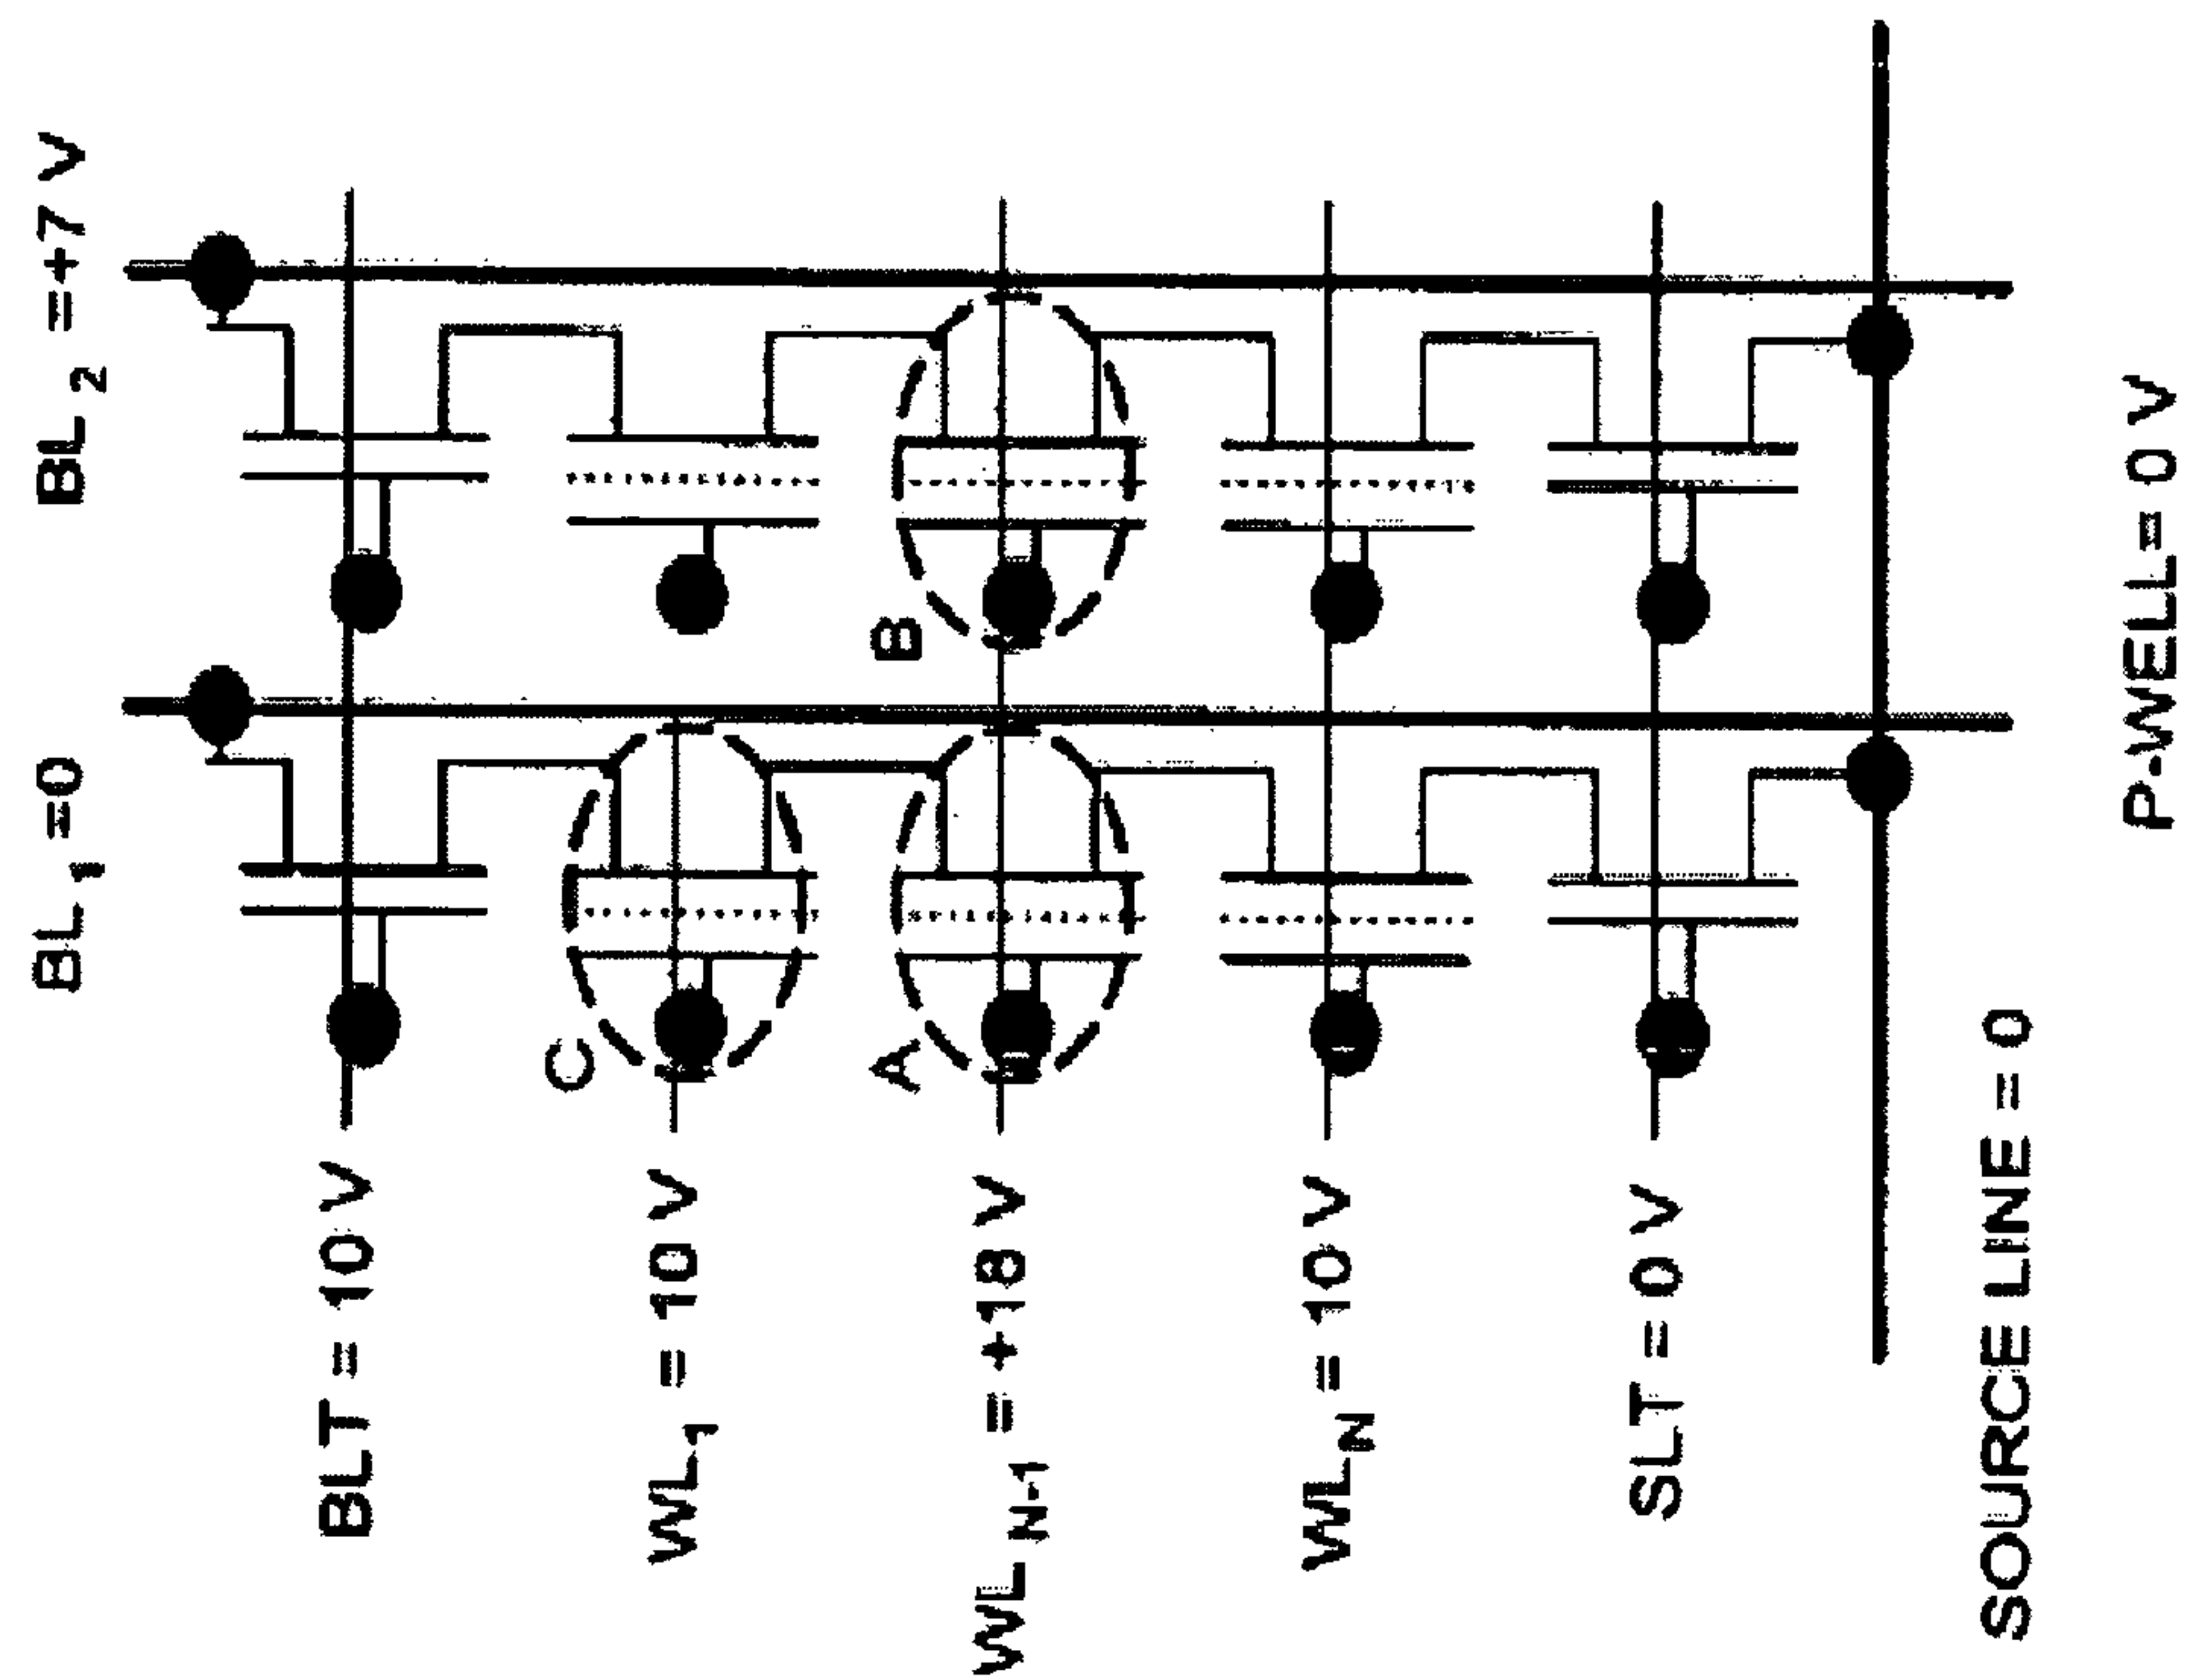 BL1 =0
BL2 =+7 V
BLT = 10 V
WL1 = 10 V
C
WL N-1 = +18 V
A
B
WLN = 10 V
SLT = 0 V
SOURCE LINE = 0
P-WELL= 0 V